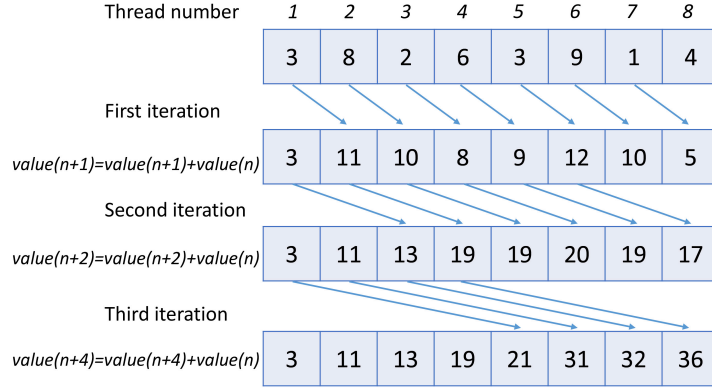 Thread number 1 2 3 4 5 6 7 8
3 8 2 6 3 9 1 4
First iteration
value(n+1)=value(n+1)+value(n) 3 11 10 8 9 12 10 5
Second iteration
value(n+2)=value(n+2)+value(n) 3 11 13 19 19 20 19 17
Third iteration
value(n+4)=value(n+4)+value(n) 3 11 13 19 21 31 32 36